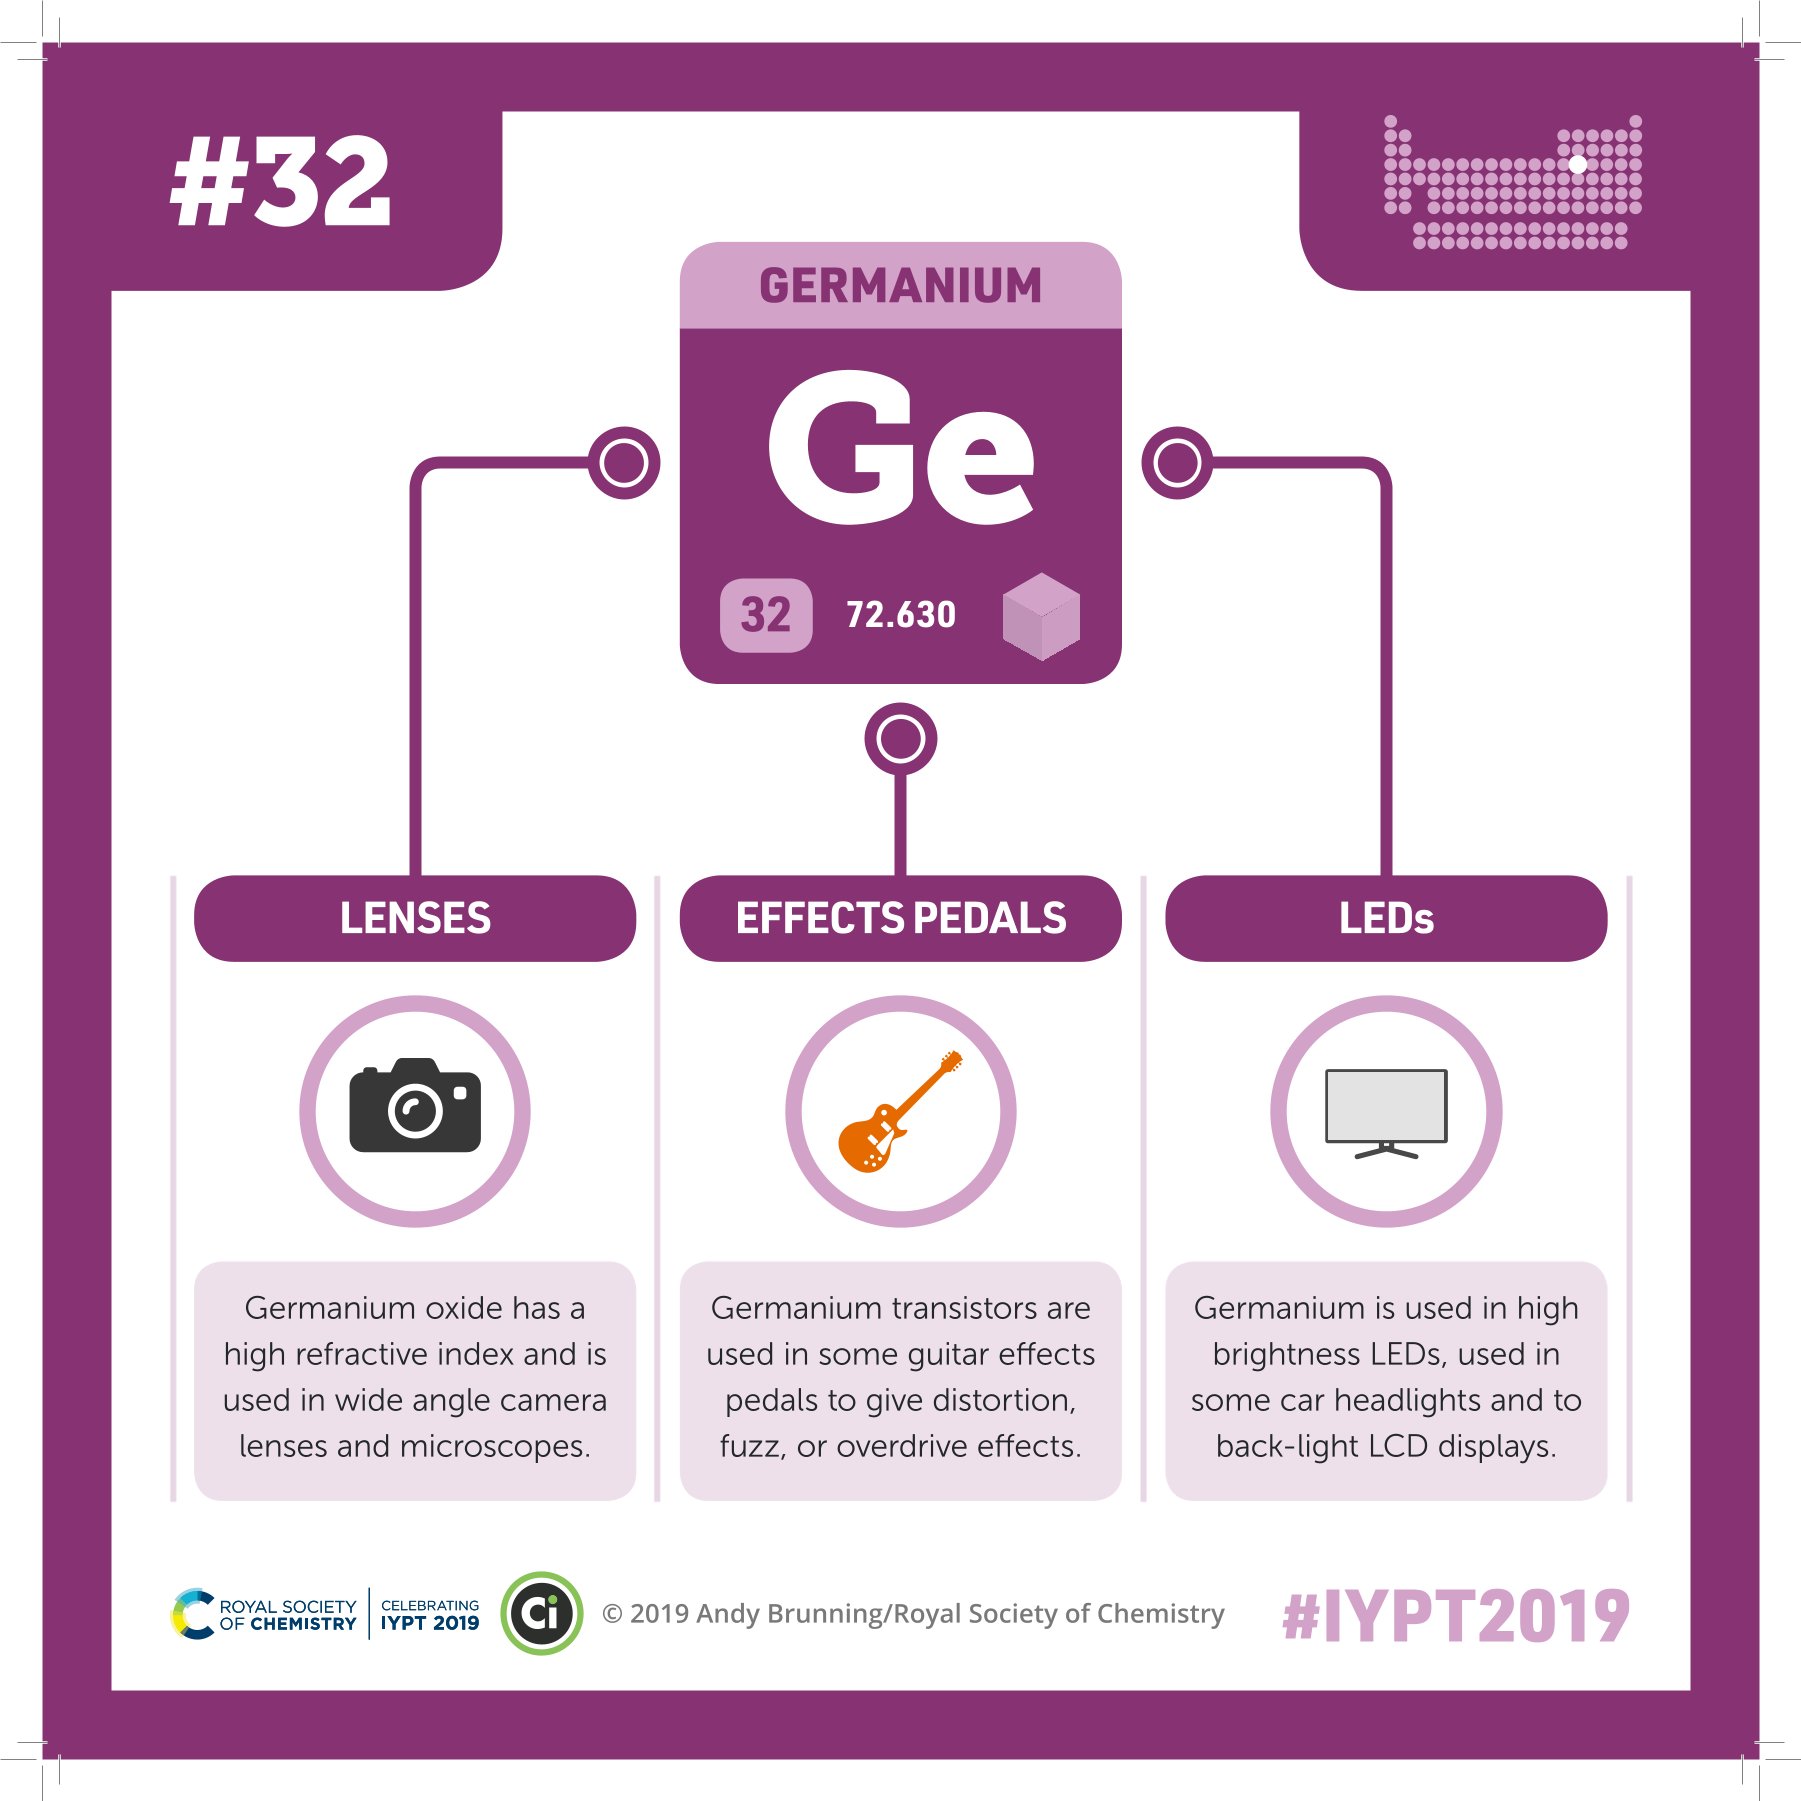 #32
GERMANIUM
Ge
32 72.630
LENSES
Germanium oxide has a
high refractive index and is
used in wide angle camera
lenses and microscopes.
EFFECTS PEDALS
Germanium transistors are
used in some guitar effects
pedals to give distortion,
fuzz, or overdrive effects.
LEDs
Germanium is used in high
brightness LEDs, used in
some car headlights and to
back-light LCD displays.
ROYAL SOCIETY
OF CHEMISTRY
CELEBRATING
IYPT 2019
Ci
© 2019 Andy Brunning/Royal Society of Chemistry
#IYPT2019